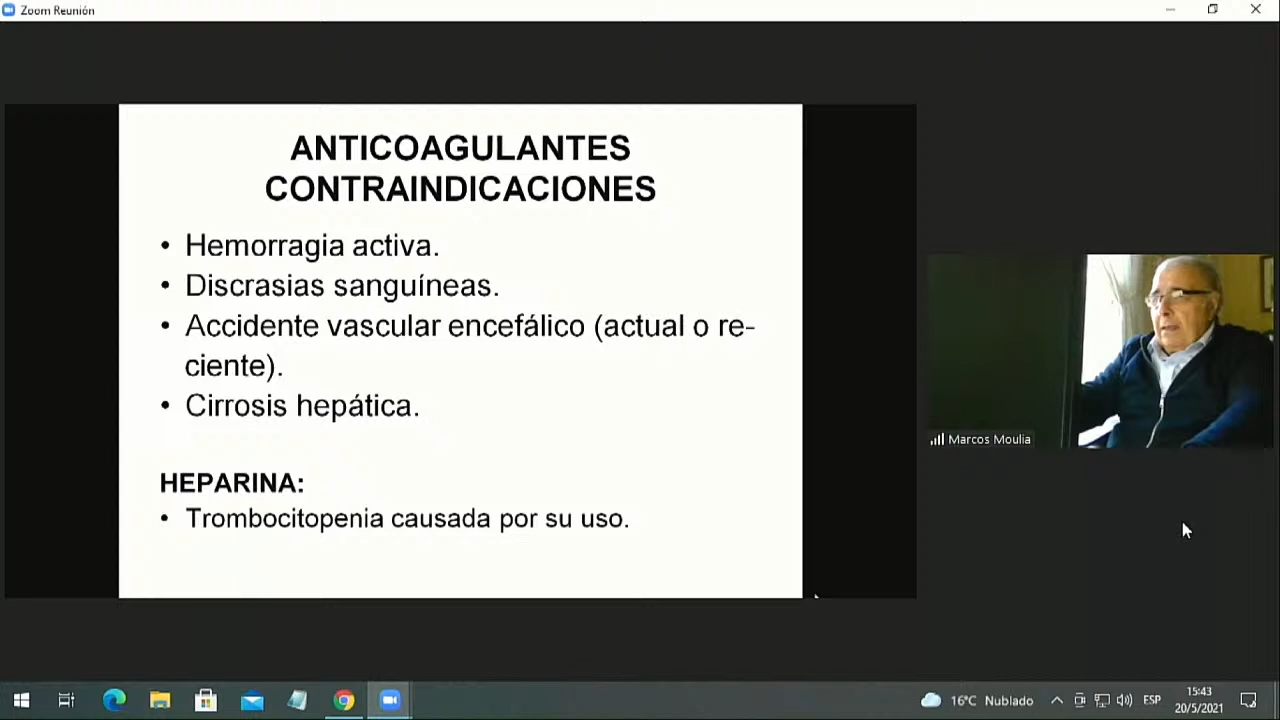 Zoom Reunión
ANTICOAGULANTES
CONTRAINDICACIONES
• Hemorragia activa.
• Discrasias sanguíneas.
• Accidente vascular encefálico (actual o re-
ciente).
• Cirrosis hepática.
HEPARINA:
• Trombocitopenia causada por su uso.
Marcos Moulia
16°C Nublado
ESP
15:43
20/5/2021